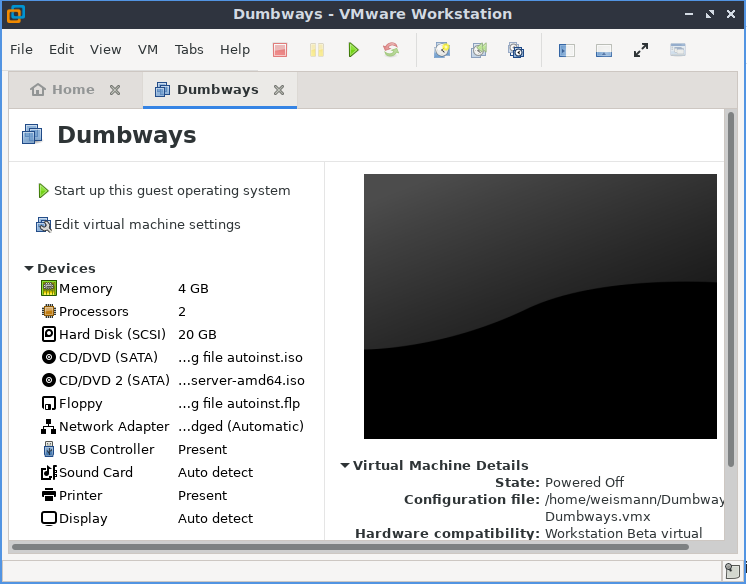 Dumbways - VMware Workstation
File Edit View VM Tabs Help
Home Dumbways
Dumbways
Start up this guest operating system
Edit virtual machine settings
Devices
Memory 4 GB
Processors 2
Hard Disk (SCSI) 20 GB
CD/DVD (SATA) ...g file autoinst.iso
CD/DVD 2 (SATA) ...server-amd64.iso
Floppy ...g file autoinst.flp
Network Adapter ...dged (Automatic)
USB Controller Present
Sound Card Auto detect
Printer Present
Display Auto detect
Virtual Machine Details
State: Powered Off
Configuration file: /home/weismann/Dumbway
Dumbways.vmx
Hardware compatibility: Workstation Beta virtual